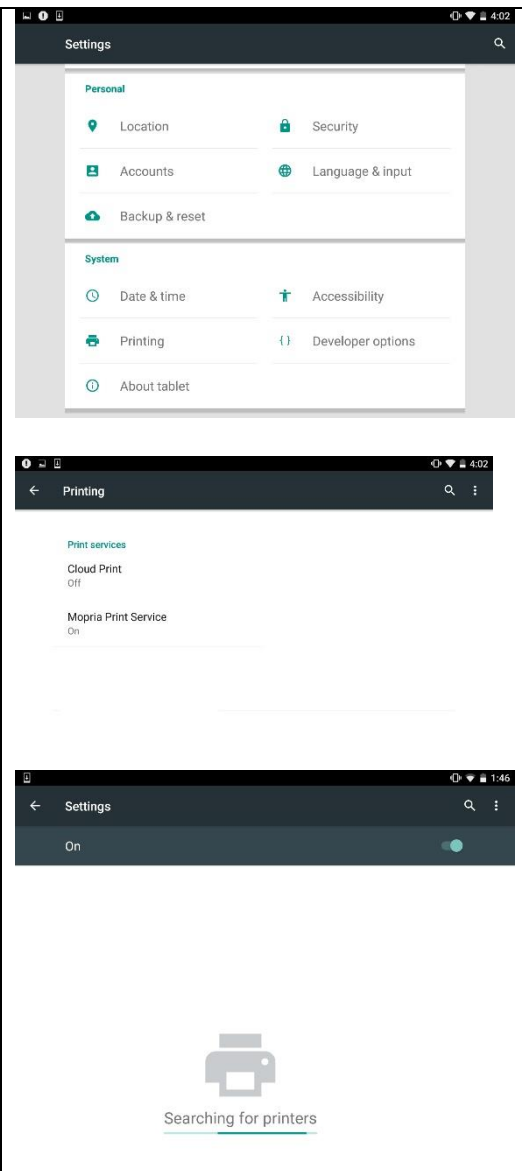 4:02
Settings
Personal
Location Security
Accounts Language & input
Backup & reset
System
Date & time Accessibility
Printing { } Developer options
About tablet
4:02
Printing
Print services
Cloud Print
Off
Mopria Print Service
On
1:46
Settings
On
Searching for printers